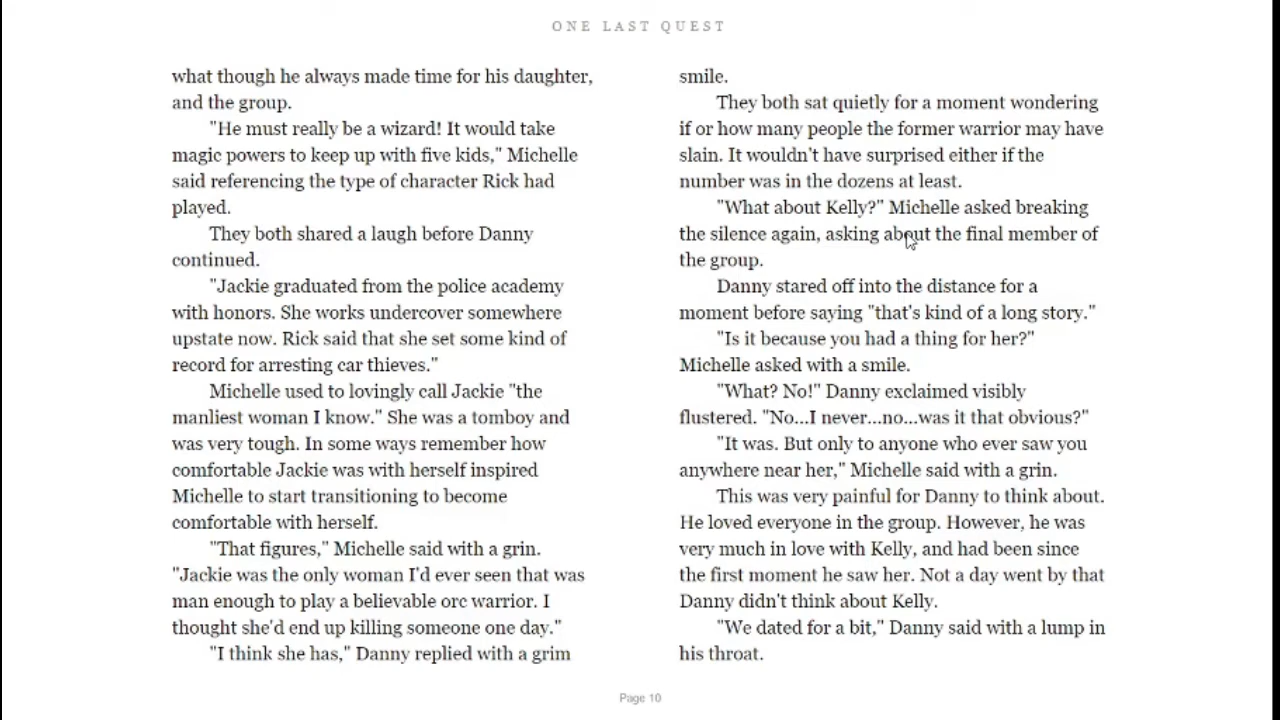 ONE LAST QUEST
what though he always made time for his daughter,
and the group.
"He must really be a wizard! It would take
magic powers to keep up with five kids," Michelle
said referencing the type of character Rick had
played.
They both shared a laugh before Danny
continued.
"Jackie graduated from the police academy
with honors. She works undercover somewhere
upstate now. Rick said that she set some kind of
record for arresting car thieves."
Michelle used to lovingly call Jackie "the
manliest woman I know." She was a tomboy and
was very tough. In some ways remember how
comfortable Jackie was with herself inspired
Michelle to start transitioning to become
comfortable with herself.
"That figures," Michelle said with a grin.
"Jackie was the only woman I'd ever seen that was
man enough to play a believable orc warrior. I
thought she'd end up killing someone one day."
"I think she has," Danny replied with a grim
smile.
They both sat quietly for a moment wondering
if or how many people the former warrior may have
slain. It wouldn't have surprised either if the
number was in the dozens at least.
"What about Kelly?" Michelle asked breaking
the silence again, asking about the final member of
the group.
Danny stared off into the distance for a
moment before saying "that's kind of a long story."
"Is it because you had a thing for her?"
Michelle asked with a smile.
"What? No!" Danny exclaimed visibly
flustered. "No...I never...no...was it that obvious?"
"It was. But only to anyone who ever saw you
anywhere near her," Michelle said with a grin.
This was very painful for Danny to think about.
He loved everyone in the group. However, he was
very much in love with Kelly, and had been since
the first moment he saw her. Not a day went by that
Danny didn't think about Kelly.
"We dated for a bit," Danny said with a lump in
his throat.
Page 10